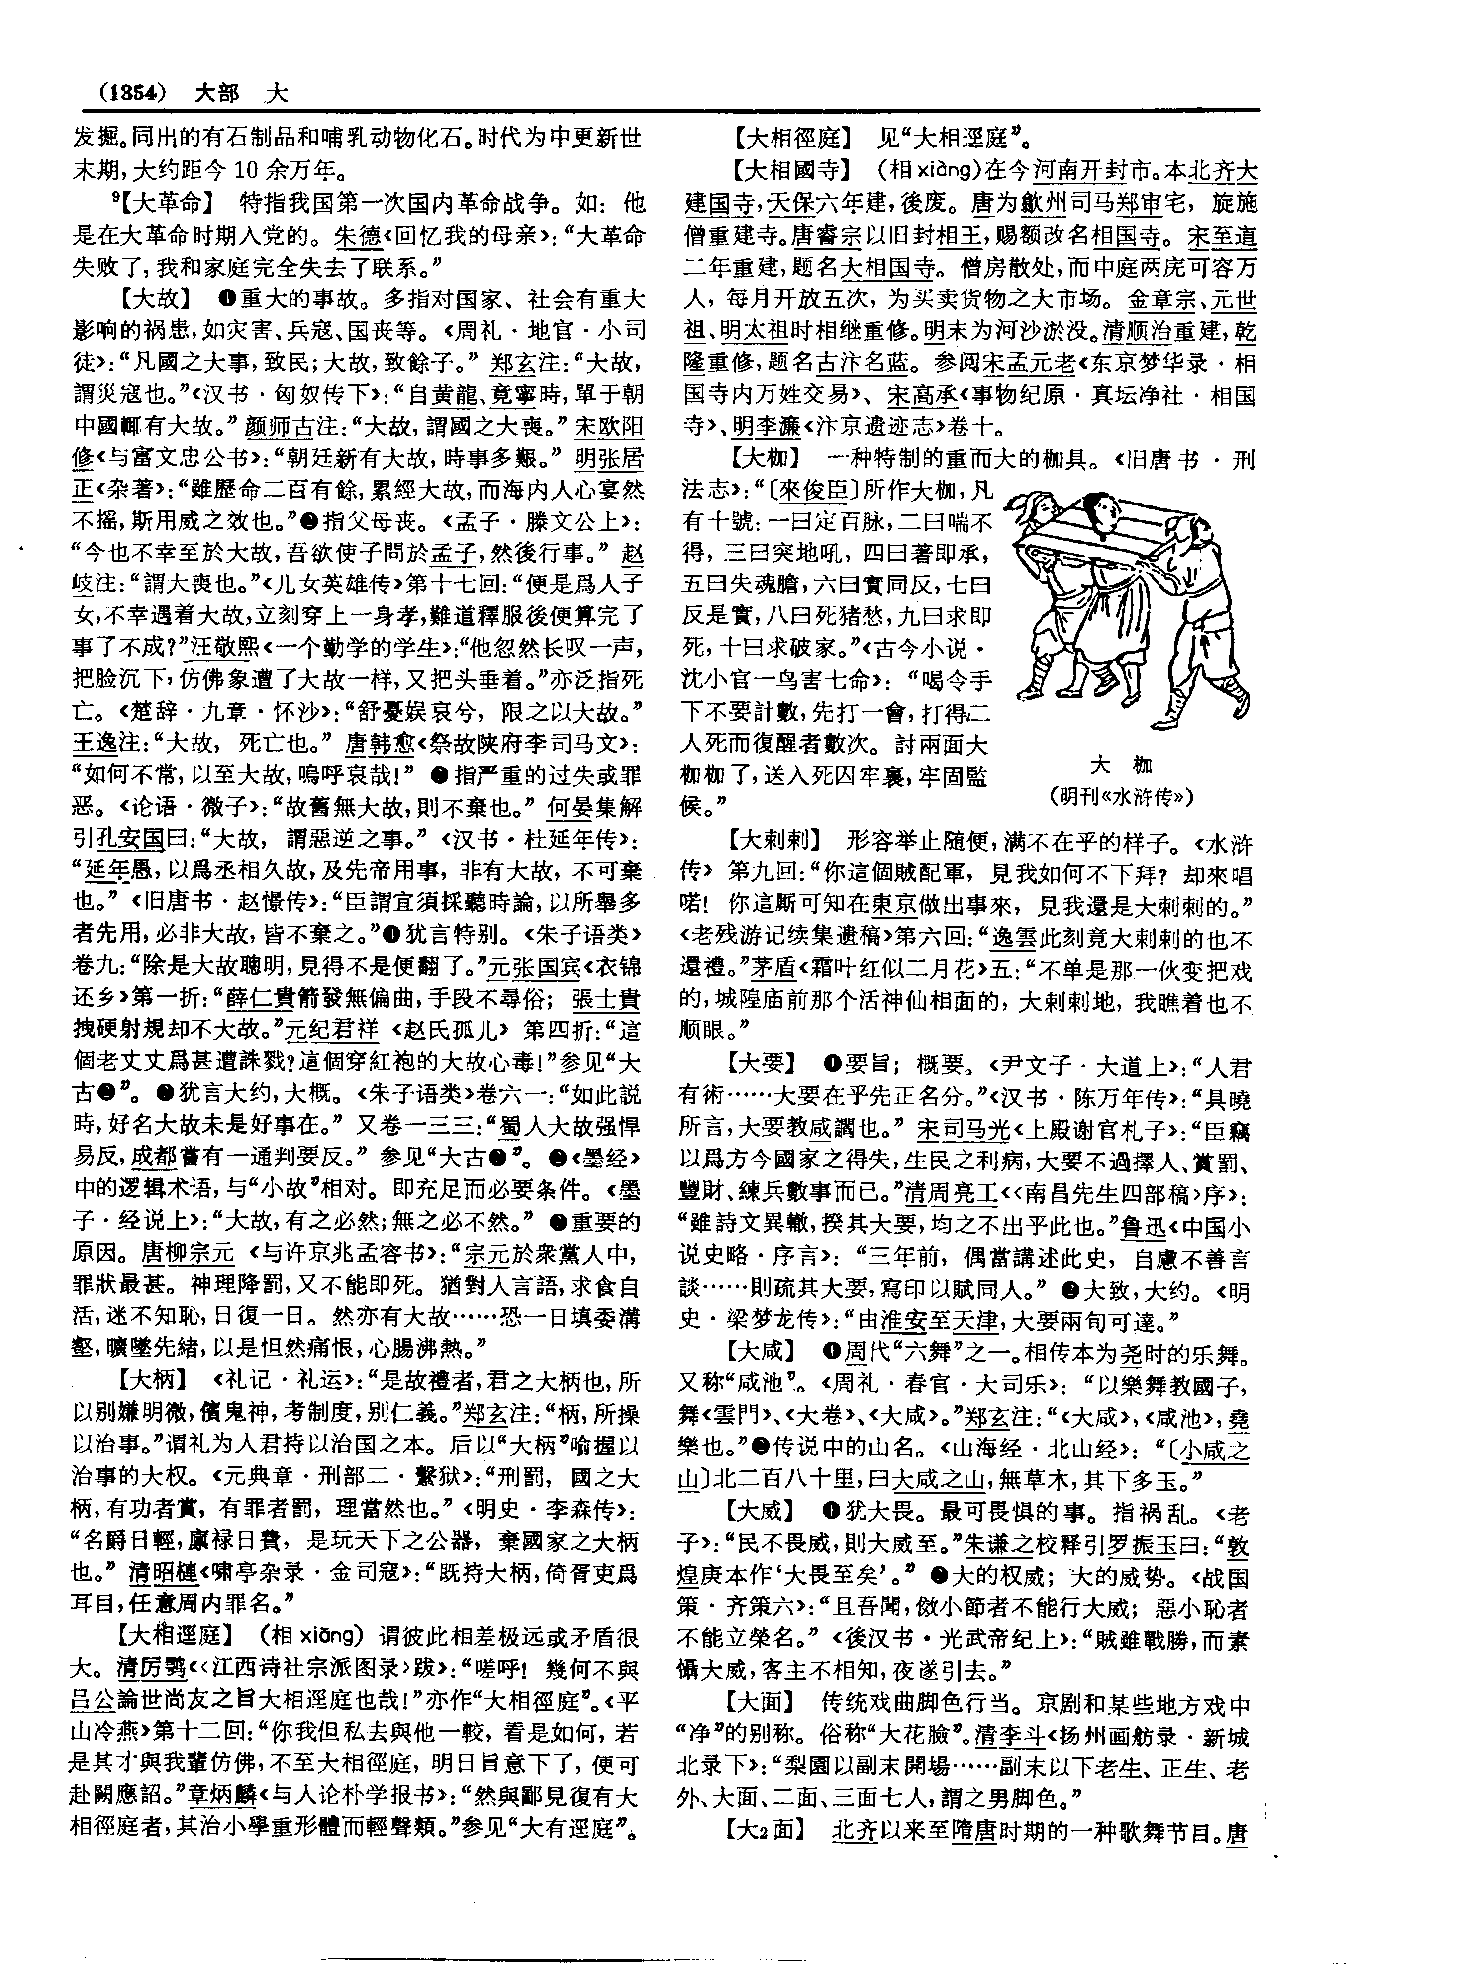 (1354) 大部 大
发掘。同出的有石制品和哺乳动物化石。时代为中更新世
末期，大约距今 10 余万年。
⁹【大革命】 特指我国第一次国内革命战争。如：他
是在大革命时期入党的。朱德《回忆我的母亲》：“大革命
失败了，我和家庭完全失去了联系。”
【大故】 ❶重大的事故。多指对国家、社会有重大
影响的祸患，如灾害、兵寇、国丧等。《周礼·地官·小司
徒》：“凡國之大事，致民；大故，致餘子。” 郑玄注：“大故，
謂災寇也。”《汉书·匈奴传下》：“自黄龍、竟寧時，單于朝
中國輒有大故。” 颜师古注：“大故，謂國之大喪。” 宋欧阳
修《与富文忠公书》：“朝廷新有大故，時事多艱。” 明张居
正《杂著》：“雖歷命二百有餘，累經大故，而海内人心宴然
不摇，斯用威之效也。”❷指父母丧。《孟子·滕文公上》：
“今也不幸至於大故，吾欲使子問於孟子，然後行事。” 赵
岐注：“謂大喪也。”《儿女英雄传》第十七回：“便是爲人子
女，不幸遇着大故，立刻穿上一身孝，難道釋服後便算完了
事了不成？”汪敬熙《一个勤学的学生》：“他忽然长叹一声，
把脸沉下，仿佛象遭了大故一样，又把头垂着。”亦泛指死
亡。《楚辞·九章·怀沙》：“舒憂娱哀兮，限之以大故。”
王逸注：“大故，死亡也。” 唐韩愈《祭故陕府李司马文》：
“如何不常，以至大故，嗚呼哀哉！” ❸指严重的过失或罪
恶。《论语·微子》：“故舊無大故，則不棄也。” 何晏集解
引孔安国曰：“大故，謂惡逆之事。”《汉书·杜延年传》：
“延年愚，以爲丞相久故，及先帝用事，非有大故，不可棄
也。”《旧唐书·赵憬传》：“臣謂宜須採聽時論，以所舉多
者先用，必非大故，皆不棄之。”❹犹言特别。《朱子语类》
卷九：“除是大故聰明，見得不是便翻了。”元张国宾《衣锦
还乡》第一折：“薛仁貴箭發無偏曲，手段不尋俗；張士貴
拽硬射規却不大故。”元纪君祥《赵氏孤儿》第四折：“這
個老丈丈爲甚遭誅戮？這個穿紅袍的大故心毒！”参见“大
古❷”。❺犹言大约，大概。《朱子语类》卷六一：“如此説
時，好名大故未是好事在。” 又卷一三三：“蜀人大故强悍
易反，成都嘗有一通判要反。” 参见“大古❸”。❻《墨经》
中的逻辑术语，与“小故”相对。即充足而必要条件。《墨
子·经说上》：“大故，有之必然；無之必不然。” ❼重要的
原因。唐柳宗元《与许京兆孟容书》：“宗元於衆黨人中，
罪狀最甚。神理降罰，又不能即死。猶對人言語，求食自
活，迷不知恥，日復一日。然亦有大故……恐一日填委溝
壑，曠墜先緒，以是怛然痛恨，心腸沸熱。”
【大柄】 《礼记·礼运》：“是故禮者，君之大柄也，所
以别嫌明微，儐鬼神，考制度，别仁義。”郑玄注：“柄，所操
以治事。”谓礼为人君持以治国之本。后以“大柄”喻握以
治事的大权。《元典章·刑部二·繫狱》：“刑罰，國之大
柄，有功者賞，有罪者罰，理當然也。”《明史·李森传》：
“名爵日輕，廩禄日費，是玩天下之公器，棄國家之大柄
也。” 清昭槤《啸亭杂录·金司寇》：“既持大柄，倚胥吏爲
耳目，任意周内罪名。”
【大相逕庭】 （相 xiāng）谓彼此相差极远或矛盾很
大。清厉鹗《〈江西诗社宗派图录〉跋》：“嗟呼！幾何不與
吕公論世尚友之旨大相逕庭也哉！”亦作“大相徑庭”。《平
山冷燕》第十二回：“你我但私去與他一較，看是如何，若
是其才與我輩仿佛，不至大相徑庭，明日旨意下了，便可
赴闕應詔。”章炳麟《与人论朴学报书》：“然與鄙見復有大
相徑庭者，其治小學重形體而輕聲類。”参见“大有逕庭”。
【大相徑庭】 见“大相逕庭”。
【大相國寺】 （相 xiàng）在今河南开封市。本北齐大
建国寺，天保六年建，後废。唐为歙州司马郑审宅，旋施
僧重建寺。唐睿宗以旧封相王，赐额改名相国寺。宋至道
二年重建，题名大相国寺。僧房散处，而中庭两庑可容万
人，每月开放五次，为买卖货物之大市场。金章宗、元世
祖、明太祖时相继重修。明末为河沙淤没。清顺治重建，乾
隆重修，题名古汴名蓝。参阅宋孟元老《东京梦华录·相
国寺内万姓交易》、宋高承《事物纪原·真坛净社·相国
寺》、明李濂《汴京遗迹志》卷十。
【大枷】 一种特制的重而大的枷具。《旧唐书·刑
法志》：“〔來俊臣〕所作大枷，凡
有十號：一曰定百脉，二曰喘不
得，三曰突地吼，四曰著即承，
五曰失魂膽，六曰實同反，七曰
反是實，八曰死猪愁，九曰求即
死，十曰求破家。”《古今小说·
沈小官一鸟害七命》：“喝令手
下不要計數，先打一會，打得二
人死而復醒者數次。討兩面大
枷枷了，送入死囚牢裏，牢固監
候。”
大 枷
（明刊《水浒传》）
【大剌剌】 形容举止随便，满不在乎的样子。《水浒
传》第九回：“你這個賊配軍，見我如何不下拜？却來唱
喏！你這厮可知在東京做出事來，見我還是大剌剌的。”
《老残游记续集遗稿》第六回：“逸雲此刻竟大剌剌的也不
還禮。”茅盾《霜叶红似二月花》五：“不单是那一伙变把戏
的，城隍庙前那个活神仙相面的，大剌剌地，我瞧着也不
顺眼。”
【大要】 ❶要旨；概要。《尹文子·大道上》：“人君
有術……大要在乎先正名分。”《汉书·陈万年传》：“具曉
所言，大要教咸讇也。” 宋司马光《上殿谢官札子》：“臣竊
以爲方今國家之得失，生民之利病，大要不過擇人、賞罰、
豐財、練兵數事而已。”清周亮工《〈南昌先生四部稿〉序》：
“雖詩文異轍，揆其大要，均之不出乎此也。”鲁迅《中国小
说史略·序言》：“三年前，偶當講述此史，自慮不善言
談……則疏其大要，寫印以賦同人。” ❷大致，大约。《明
史·梁梦龙传》：“由淮安至天津，大要兩旬可達。”
【大咸】 ❶周代“六舞”之一。相传本为尧时的乐舞。
又称“咸池”。《周礼·春官·大司乐》：“以樂舞教國子，
舞《雲門》、《大卷》、《大咸》。”郑玄注：“《大咸》，《咸池》，堯
樂也。”❷传说中的山名。《山海经·北山经》：“〔小咸之
山〕北二百八十里，曰大咸之山，無草木，其下多玉。”
【大威】 ❶犹大畏。最可畏惧的事。指祸乱。《老
子》：“民不畏威，則大威至。”朱谦之校释引罗振玉曰：“敦
煌庚本作‘大畏至矣’。” ❷大的权威；大的威势。《战国
策·齐策六》：“且吾聞，傚小節者不能行大威；惡小恥者
不能立榮名。”《後汉书·光武帝纪上》：“賊雖戰勝，而素
懾大威，客主不相知，夜遂引去。”
【大面】 传统戏曲脚色行当。京剧和某些地方戏中
“净”的别称。俗称“大花臉”。清李斗《扬州画舫录·新城
北录下》：“梨園以副末開場……副末以下老生、正生、老
外、大面、二面、三面七人，謂之男脚色。”
【大₂面】 北齐以来至隋唐时期的一种歌舞节目。唐